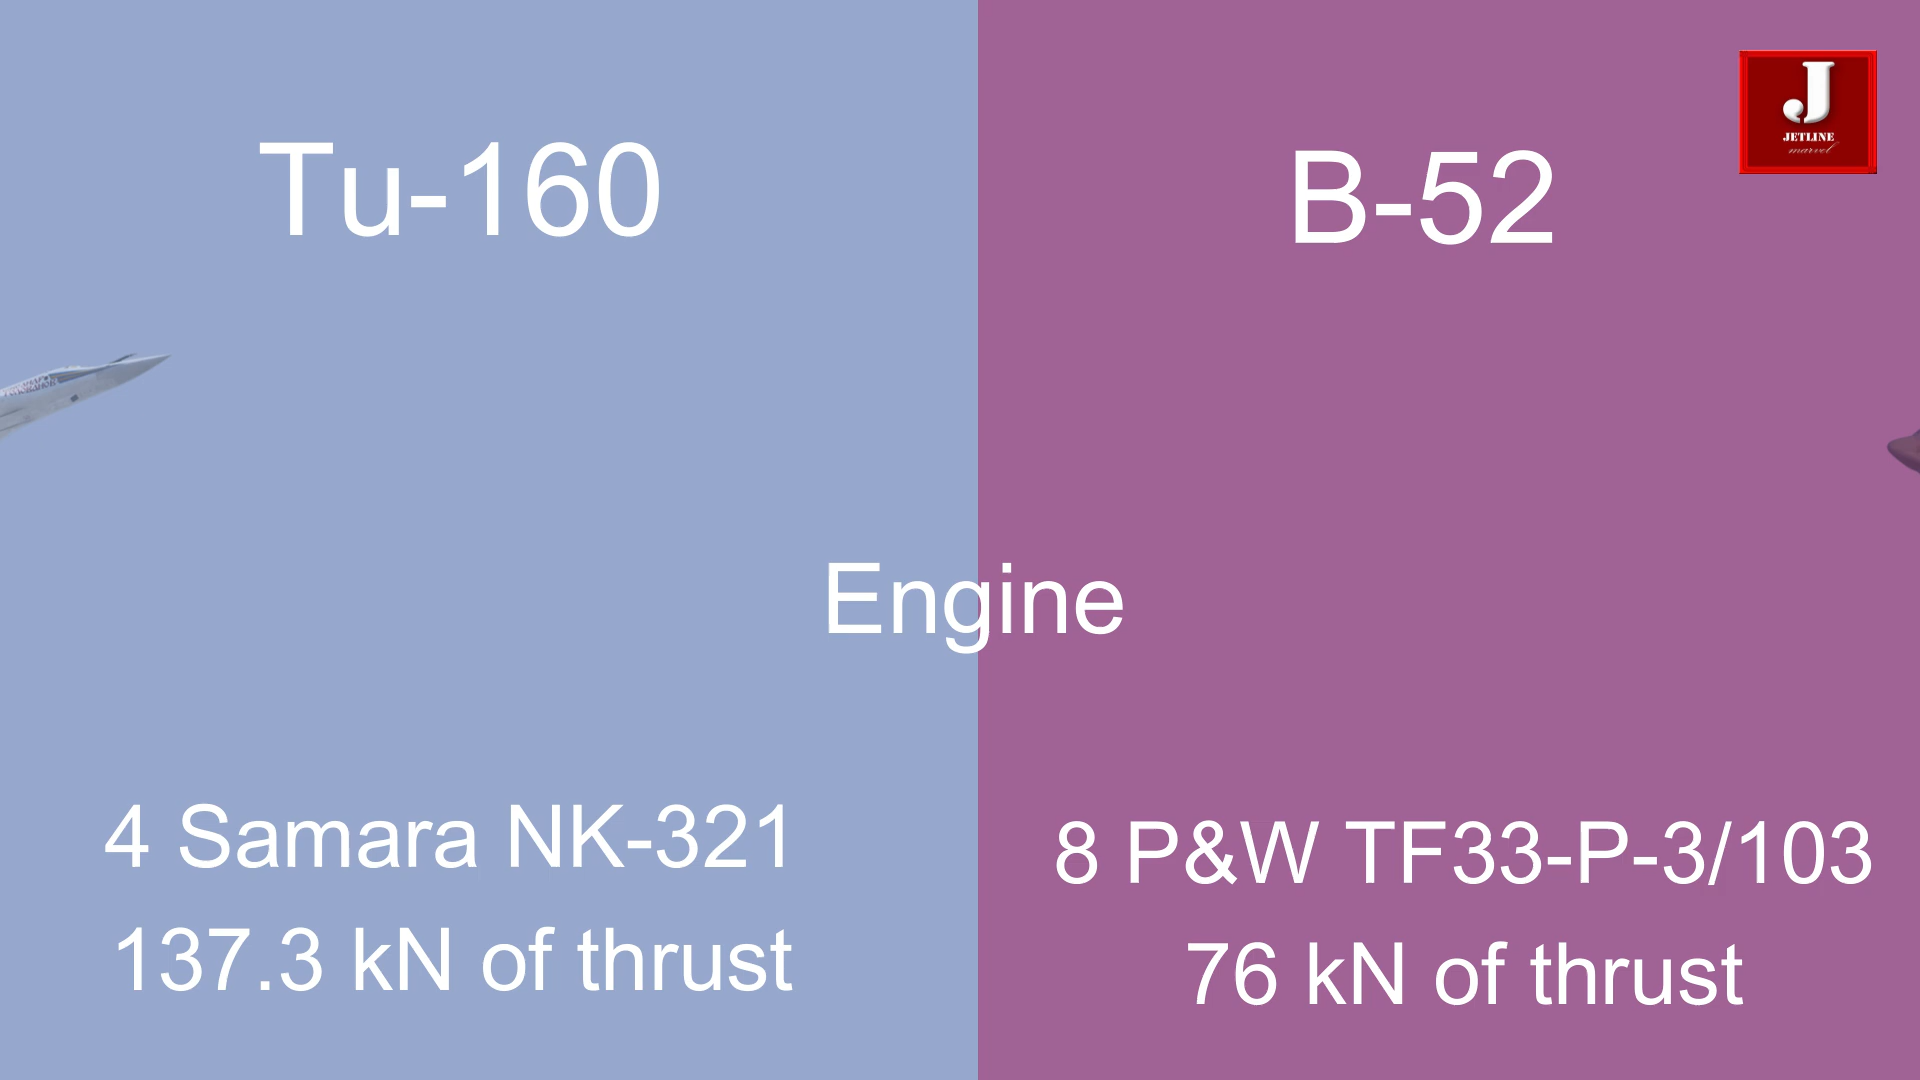 Tu-160
B-52
J
JETLINE
marvel
Engine
4 Samara NK-321
137.3 kN of thrust
8 P&W TF33-P-3/103
76 kN of thrust